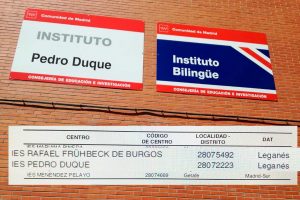 Comunidad de Madrid
INSTITUTO
Pedro Duque
CONSEJERÍA DE EDUCACIÓN E INVESTIGACIÓN
Comunidad de Madrid
Instituto
Bilingüe
CONSEJERÍA DE EDUCACIÓN E INVESTIGACIÓN
CENTRO CÓDIGO DE CENTRO LOCALIDAD-DISTRITO DAT
IES RAFAEL FRÜHBECK DE BURGOS 28075492 Leganés
IES PEDRO DUQUE 28072223 Leganés
IES MENÉNDEZ PELAYO Getafe Madrid-Sur